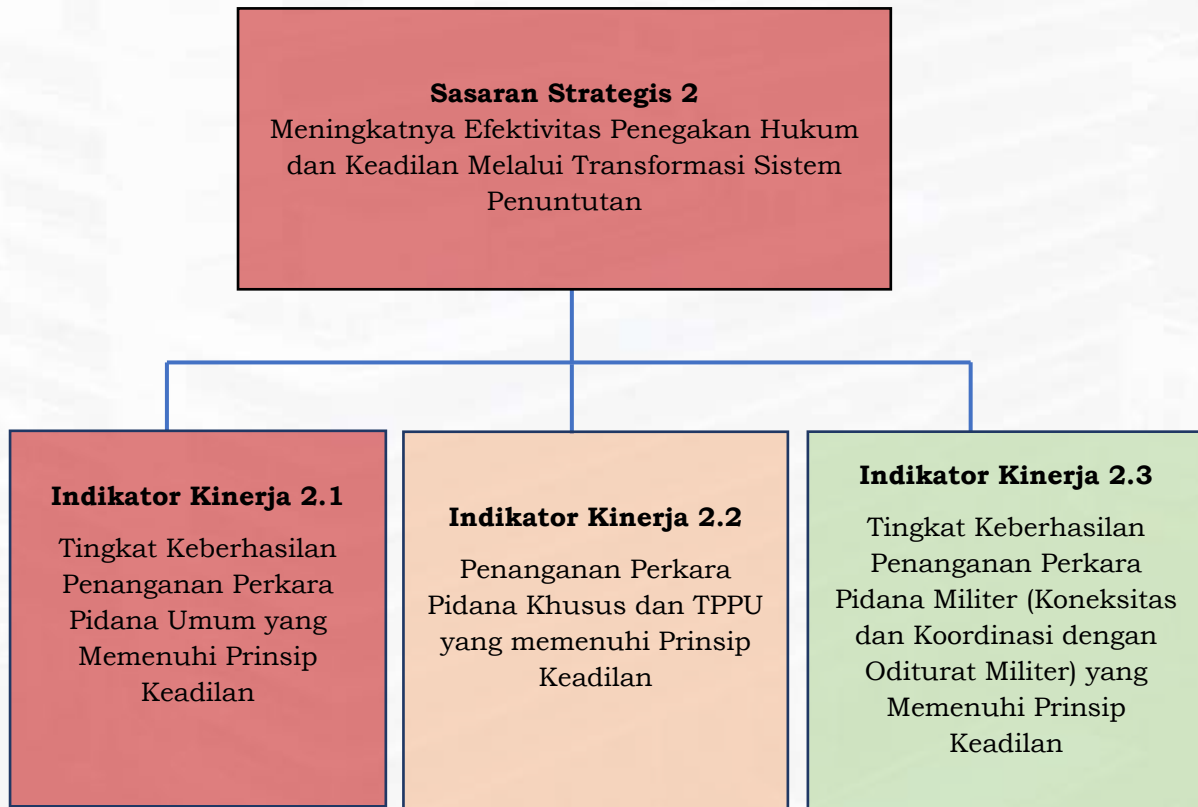 Sasaran Strategis 2
Meningkatnya Efektivitas Penegakan Hukum
dan Keadilan Melalui Transformasi Sistem
Penuntutan
Indikator Kinerja 2.1
Tingkat Keberhasilan
Penanganan Perkara
Pidana Umum yang
Memenuhi Prinsip
Keadilan
Indikator Kinerja 2.2
Penanganan Perkara
Pidana Khusus dan TPPU
yang memenuhi Prinsip
Keadilan
Indikator Kinerja 2.3
Tingkat Keberhasilan
Penanganan Perkara
Pidana Militer (Koneksitas
dan Koordinasi dengan
Oditurat Militer) yang
Memenuhi Prinsip
Keadilan